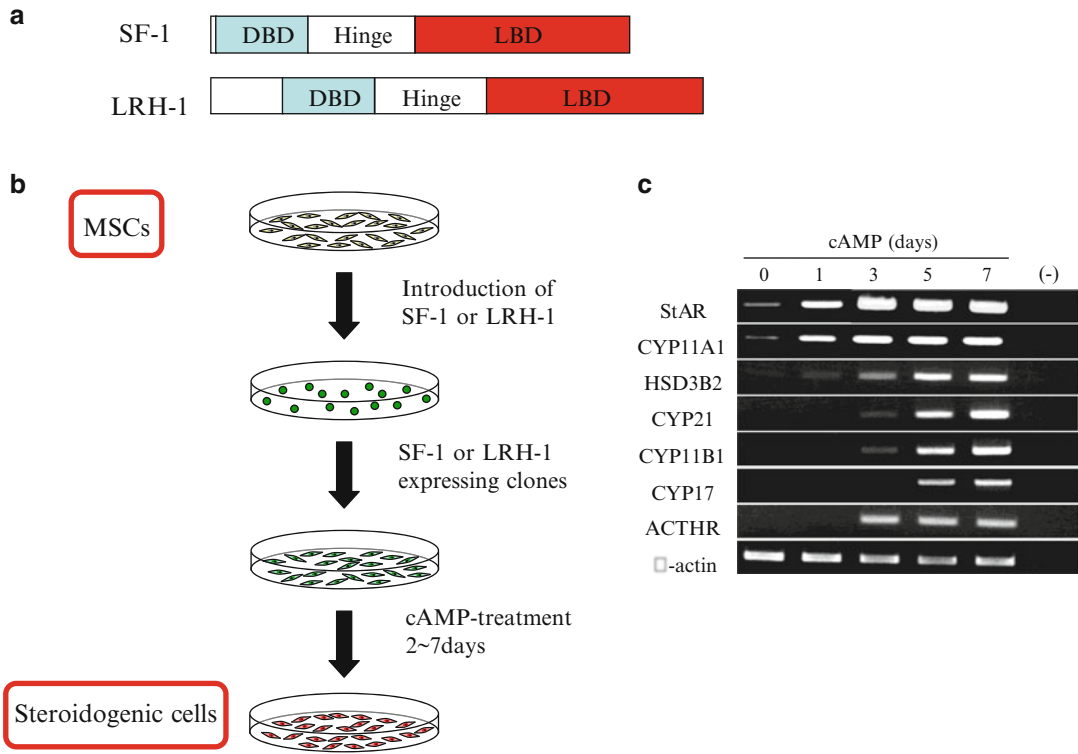 a
SF-1
DBD Hinge LBD
LRH-1
DBD Hinge LBD
b
MSCs
Introduction of
SF-1 or LRH-1
SF-1 or LRH-1
expressing clones
cAMP-treatment
2~7days
Steroidogenic cells
c
cAMP (days)
0 1 3 5 7 (-)
StAR
CYP11A1
HSD3B2
CYP21
CYP11B1
CYP17
ACTHR
□-actin